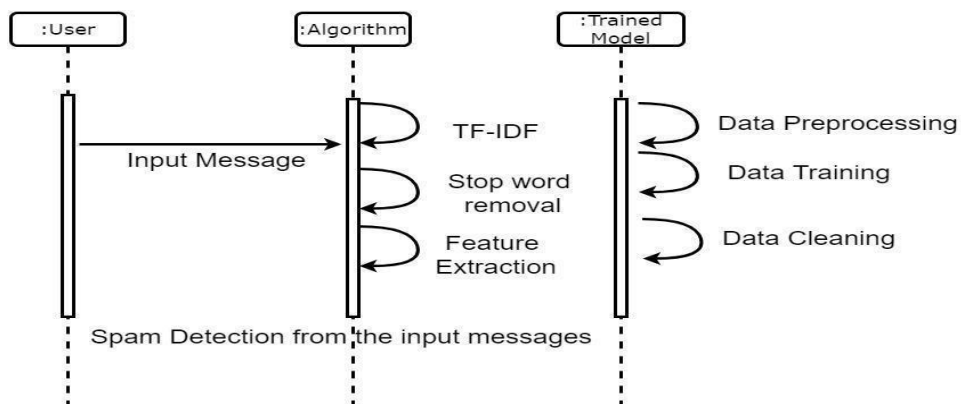 :User
:Algorithm
:Trained
Model
TF-IDF
Data Preprocessing
Input Message
Stop word
removal
Data Training
Feature
Extraction
Data Cleaning
Spam Detection from the input messages